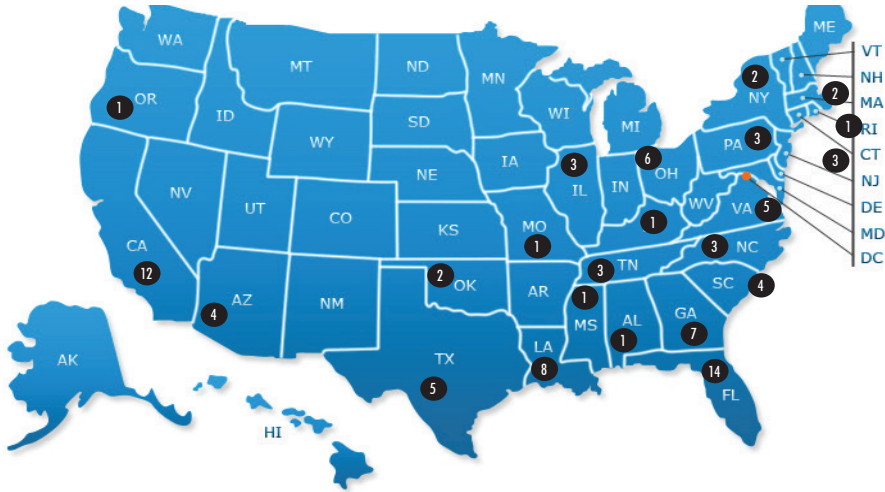 ME
WA
VT
MT
ND
MN
NH
2
OR
1
NY
2
MA
ID
WI
SD
MI
1
RI
WY
PA
3
CT
IA
3
6
3
NE
OH
NJ
IL
IN
NV
WV
VA
5
DE
UT
CO
KS
MO
1
MD
CA
1
3
NC
DC
12
2
OK
3
TN
SC
4
4
AZ
NM
AR
1
MS
AL
GA
LA
1
7
AK
TX
8
14
5
FL
HI